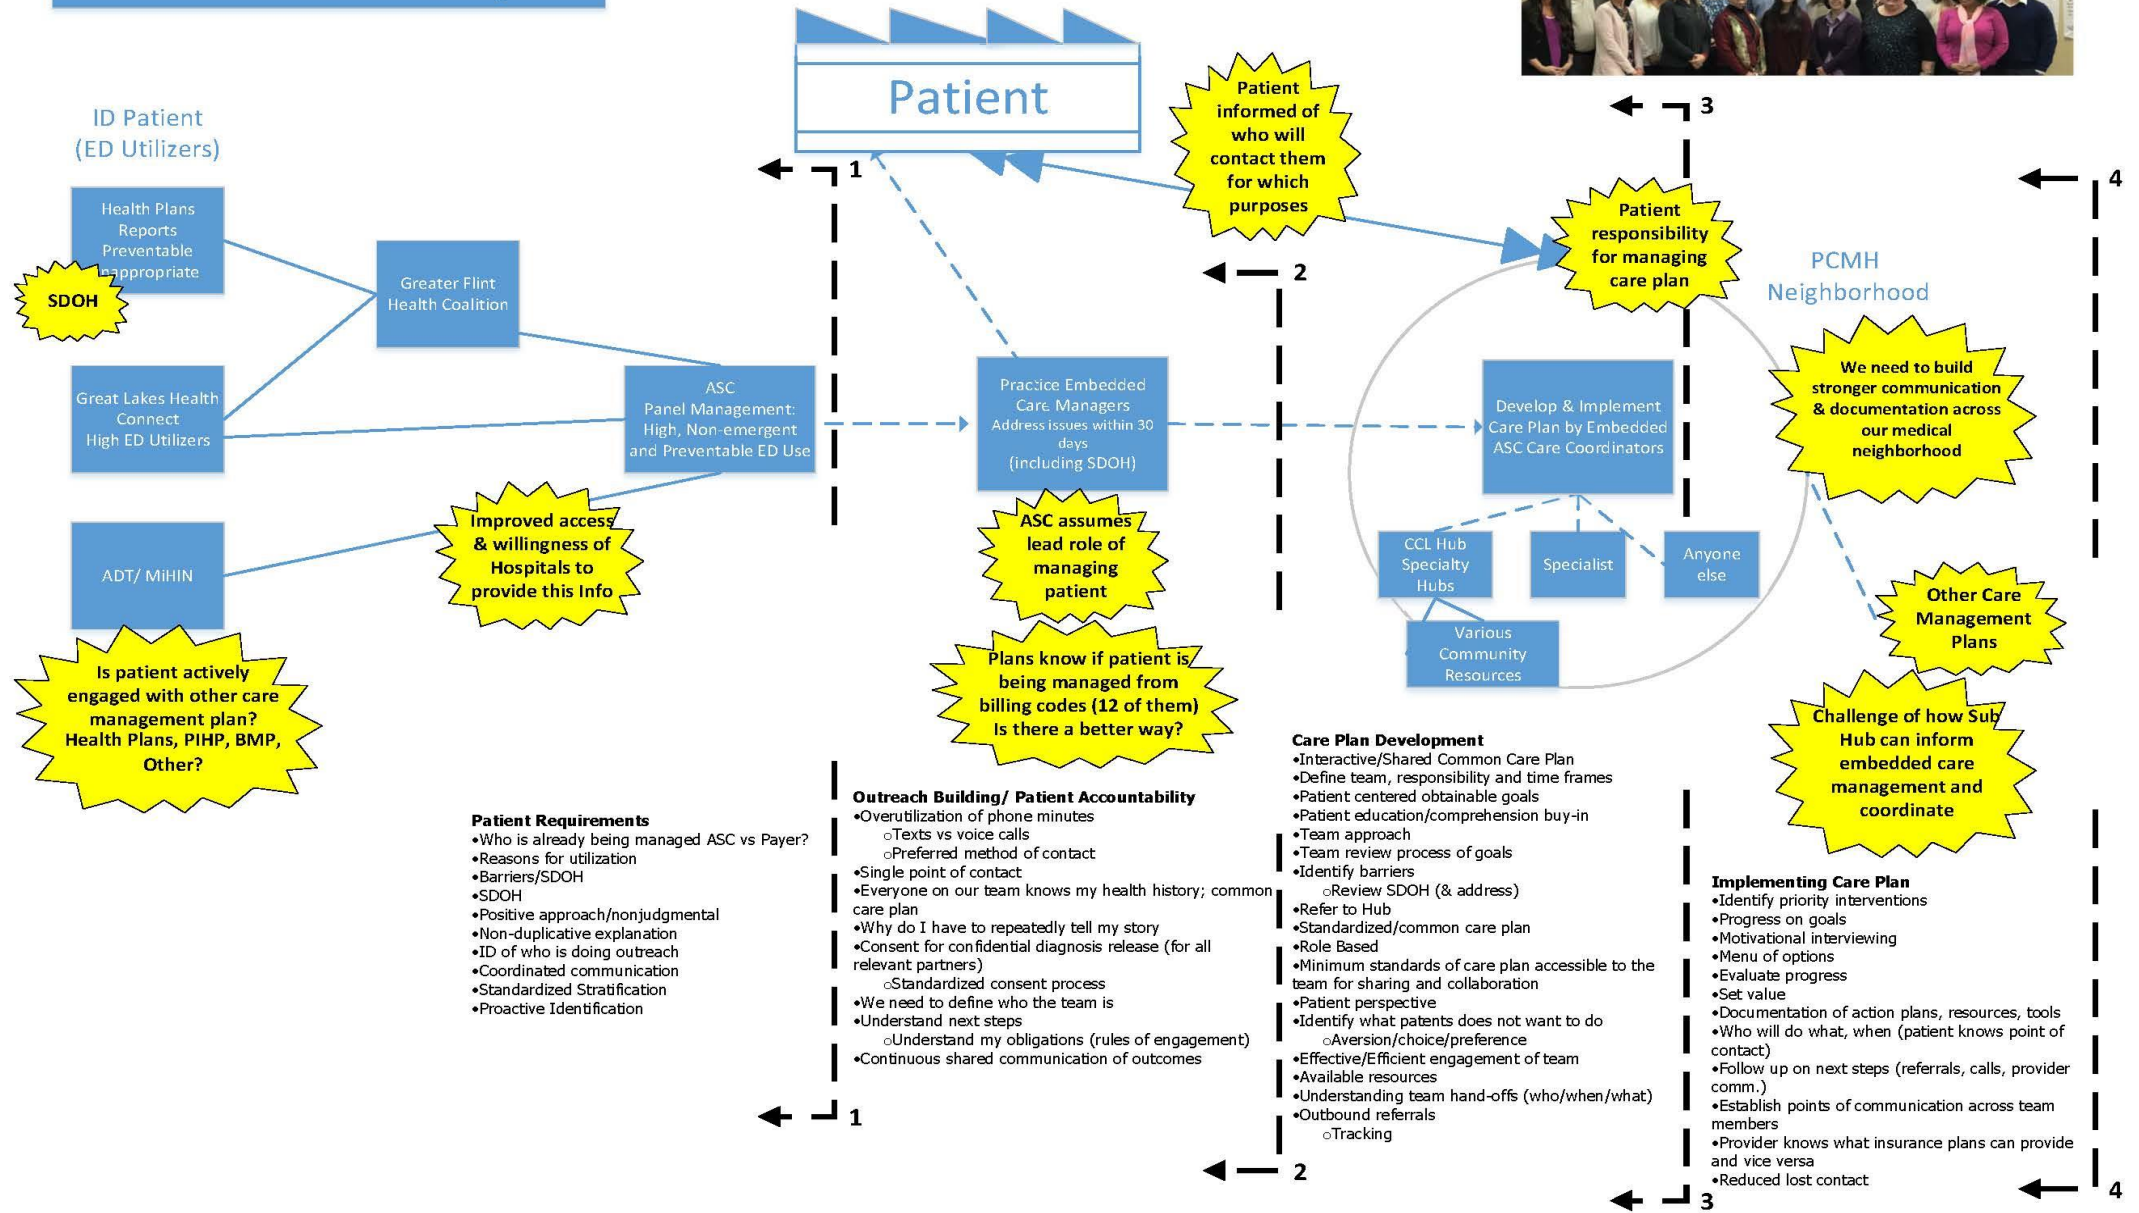 Patient
ID Patient
(ED Utilizers)
Health Plans
Reports
Preventable
Inappropriate
SDOH
Great Lakes Health
Connect
High ED Utilizers
ADT/ MiHIN
Is patient actively
engaged with other care
management plan?
Health Plans, PIHP, BMP,
Other?
Greater Flint
Health Coalition
ASC
Panel Management:
High, Non-emergent
and Preventable ED Use
Improved access
& willingness of
Hospitals to
provide this Info
1
Practice Embedded
Care Managers
Address issues within 30
days
(including SDOH)
ASC assumes
lead role of
managing
patient
Plans know if patient is
being managed from
billing codes (12 of them)
Is there a better way?
Patient
informed of
who will
contact them
for which
purposes
2
3
Patient
responsibility
for managing
care plan
Develop & Implement
Care Plan by Embedded
ASC Care Coordinators
CCL Hub
Specialty
Hubs
Specialist
Anyone
else
Various
Community
Resources
4
PCMH
Neighborhood
We need to build
stronger communication
& documentation across
our medical
neighborhood
Other Care
Management
Plans
Challenge of how Sub
Hub can inform
embedded care
management and
coordinate
Patient Requirements
•Who is already being managed ASC vs Payer?
•Reasons for utilization
•Barriers/SDOH
•SDOH
•Positive approach/nonjudgmental
•Non-duplicative explanation
•ID of who is doing outreach
•Coordinated communication
•Standardized Stratification
•Proactive Identification
1
Outreach Building/ Patient Accountability
•Overutilization of phone minutes
oTexts vs voice calls
oPreferred method of contact
•Single point of contact
•Everyone on our team knows my health history; common
care plan
•Why do I have to repeatedly tell my story
•Consent for confidential diagnosis release (for all
relevant partners)
oStandardized consent process
•We need to define who the team is
•Understand next steps
oUnderstand my obligations (rules of engagement)
•Continuous shared communication of outcomes
2
Care Plan Development
•Interactive/Shared Common Care Plan
•Define team, responsibility and time frames
•Patient centered obtainable goals
•Patient education/comprehension buy-in
•Team approach
•Team review process of goals
•Identify barriers
oReview SDOH (& address)
•Refer to Hub
•Standardized/common care plan
•Role Based
•Minimum standards of care plan accessible to the
team for sharing and collaboration
•Patient perspective
•Identify what patents does not want to do
oAversion/choice/preference
•Effective/Efficient engagement of team
•Available resources
•Understanding team hand-offs (who/when/what)
•Outbound referrals
oTracking
3
Implementing Care Plan
•Identify priority interventions
•Progress on goals
•Motivational interviewing
•Menu of options
•Evaluate progress
•Set value
•Documentation of action plans, resources, tools
•Who will do what, when (patient knows point of
contact)
•Follow up on next steps (referrals, calls, provider
comm.)
•Establish points of communication across team
members
•Provider knows what insurance plans can provide
and vice versa
•Reduced lost contact
4